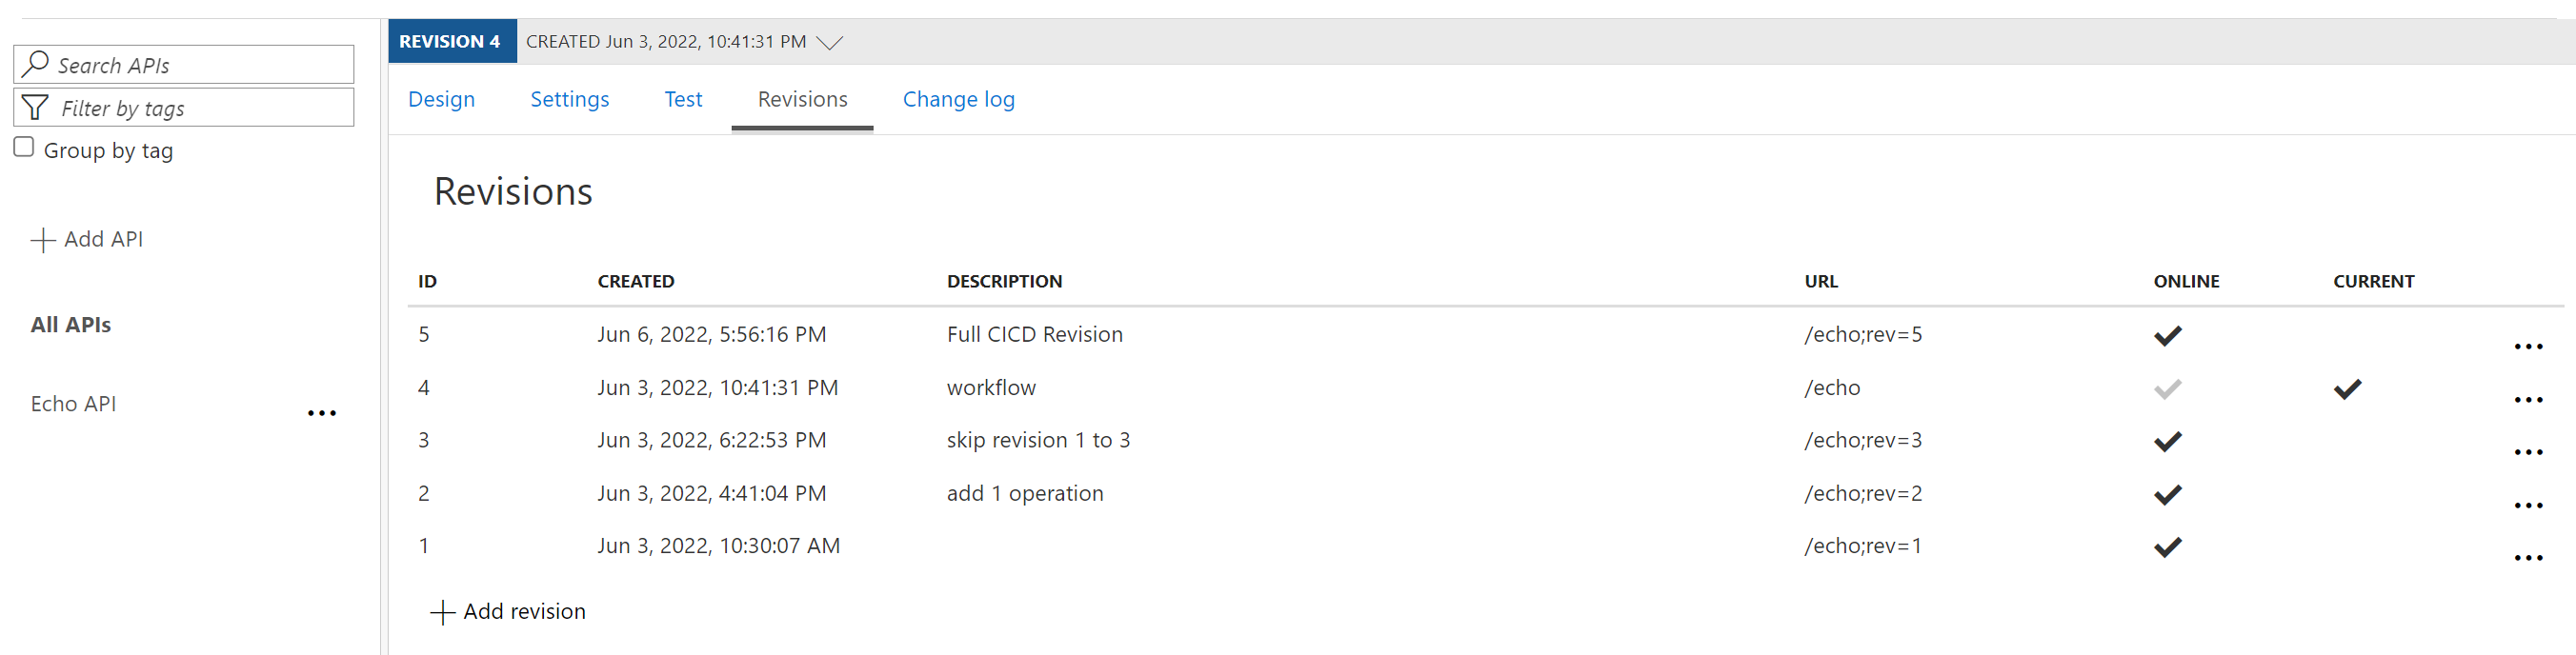 Search APIs
Filter by tags
Group by tag
Add API
All APIs
Echo API
REVISION 4 CREATED Jun 3, 2022, 10:41:31 PM
Design Settings Test Revisions Change log
Revisions
ID CREATED DESCRIPTION URL ONLINE CURRENT
5 Jun 6, 2022, 5:56:16 PM Full CICD Revision /echo;rev=5
4 Jun 3, 2022, 10:41:31 PM workflow /echo
3 Jun 3, 2022, 6:22:53 PM skip revision 1 to 3 /echo;rev=3
2 Jun 3, 2022, 4:41:04 PM add 1 operation /echo;rev=2
1 Jun 3, 2022, 10:30:07 AM /echo;rev=1
Add revision